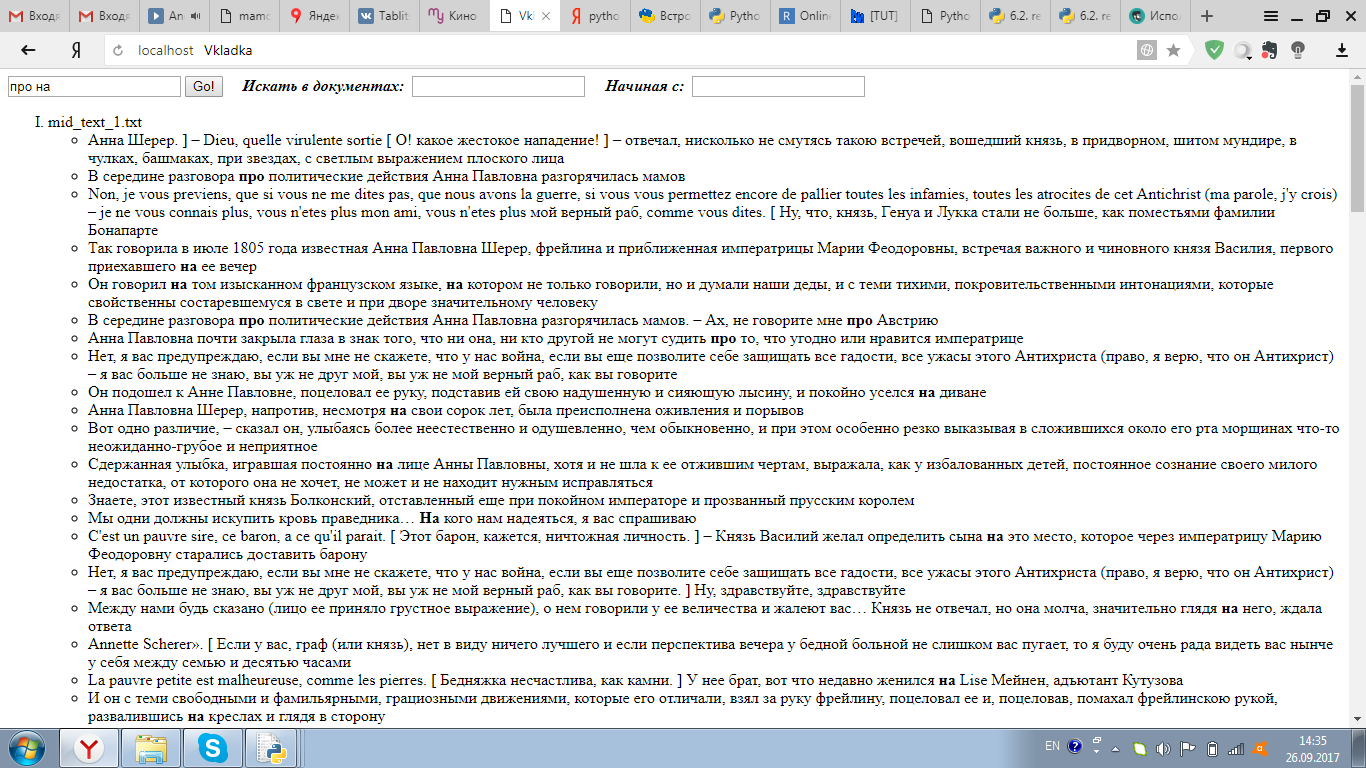 Входя
Входя
An
mamc
Яндек
Tablit
Кино
Vkl
pytho
Встро
Pytho
Onlin
[TUT]
Pytho
6.2. re
6.2. re
Испо
localhost Vkladka
про на Go! Искать в документах: Начиная с:
I. mid_text_1.txt
Анна Шерер. ] – Dieu, quelle virulente sortie [ О! какое жестокое нападение! ] – отвечал, нисколько не смутясь такою встречей, вошедший князь, в придворном, шитом мундире, в
чулках, башмаках, при звездах, с светлым выражением плоского лица
В середине разговора про политические действия Анна Павловна разгорячилась мамов
Non, je vous previens, que si vous ne me dites pas, que nous avons la guerre, si vous vous permettez encore de pallier toutes les infamies, toutes les atrocites de cet Antichrist (ma parole, j'y crois)
– je ne vous connais plus, vous n'etes plus mon ami, vous n'etes plus мой верный раб, comme vous dites. [ Ну, что, князь, Генуа и Лукка стали не больше, как поместьями фамилии
Бонапарте
Так говорила в июле 1805 года известная Анна Павловна Шерер, фрейлина и приближенная императрицы Марии Феодоровны, встречая важного и чиновного князя Василия, первого
приехавшего на ее вечер
Он говорил на том изысканном французском языке, на котором не только говорили, но и думали наши деды, и с теми тихими, покровительственными интонациями, которые
свойственны состаревшемуся в свете и при дворе значительному человеку
В середине разговора про политические действия Анна Павловна разгорячилась мамов. – Ах, не говорите мне про Австрию
Анна Павловна почти закрыла глаза в знак того, что ни она, ни кто другой не могут судить про то, что угодно или нравится императрице
Нет, я вас предупреждаю, если вы мне не скажете, что у нас война, если вы еще позволите себе защищать все гадости, все ужасы этого Антихриста (право, я верю, что он Антихрист)
– я вас больше не знаю, вы уж не друг мой, вы уж не мой верный раб, как вы говорите
Он подошел к Анне Павловне, поцеловал ее руку, подставив ей свою надушенную и сияющую лысину, и покойно уселся на диване
Анна Павловна Шерер, напротив, несмотря на свои сорок лет, была преисполнена оживления и порывов
Вот одно различие, – сказал он, улыбаясь более неестественно и одушевленно, чем обыкновенно, и при этом особенно резко выказывая в сложившихся около его рта морщинах что-то
неожиданно-грубое и неприятное
Сдержанная улыбка, игравшая постоянно на лице Анны Павловны, хотя и не шла к ее отжившим чертам, выражала, как у избалованных детей, постоянное сознание своего милого
недостатка, от которого она не хочет, не может и не находит нужным исправляться
Знаете, этот известный князь Болконский, отставленный еще при покойном императоре и прозванный прусским королем
Мы одни должны искупить кровь праведника… На кого нам надеяться, я вас спрашиваю
C'est un pauvre sire, ce baron, a ce qu'il parait. [ Этот барон, кажется, ничтожная личность. ] – Князь Василий желал определить сына на это место, которое через императрицу Марию
Феодоровну старались доставить барону
Нет, я вас предупреждаю, если вы мне не скажете, что у нас война, если вы еще позволите себе защищать все гадости, все ужасы этого Антихриста (право, я верю, что он Антихрист)
– я вас больше не знаю, вы уж не друг мой, вы уж не мой верный раб, как вы говорите. ] Ну, здравствуйте, здравствуйте
Между нами будь сказано (лицо ее приняло грустное выражение), о нем говорили у ее величества и жалеют вас… Князь не отвечал, но она молча, значительно глядя на него, ждала
ответа
Annette Scherer». [ Если у вас, граф (или князь), нет в виду ничего лучшего и если перспектива вечера у бедной больной не слишком вас пугает, то я буду очень рада видеть вас нынче
у себя между семью и десятью часами
La pauvre petite est malheureuse, comme les pierres. [ Бедняжка несчастлива, как камни. ] У нее брат, вот что недавно женился на Lise Мейнен, адъютант Кутузова
И он с теми свободными и фамильярными, грациозными движениями, которые его отличали, взял за руку фрейлину, поцеловал ее и, поцеловав, помахал фрейлинскою рукой,
развалившись на креслах и глядя в сторону
EN
14:35
26.09.2017